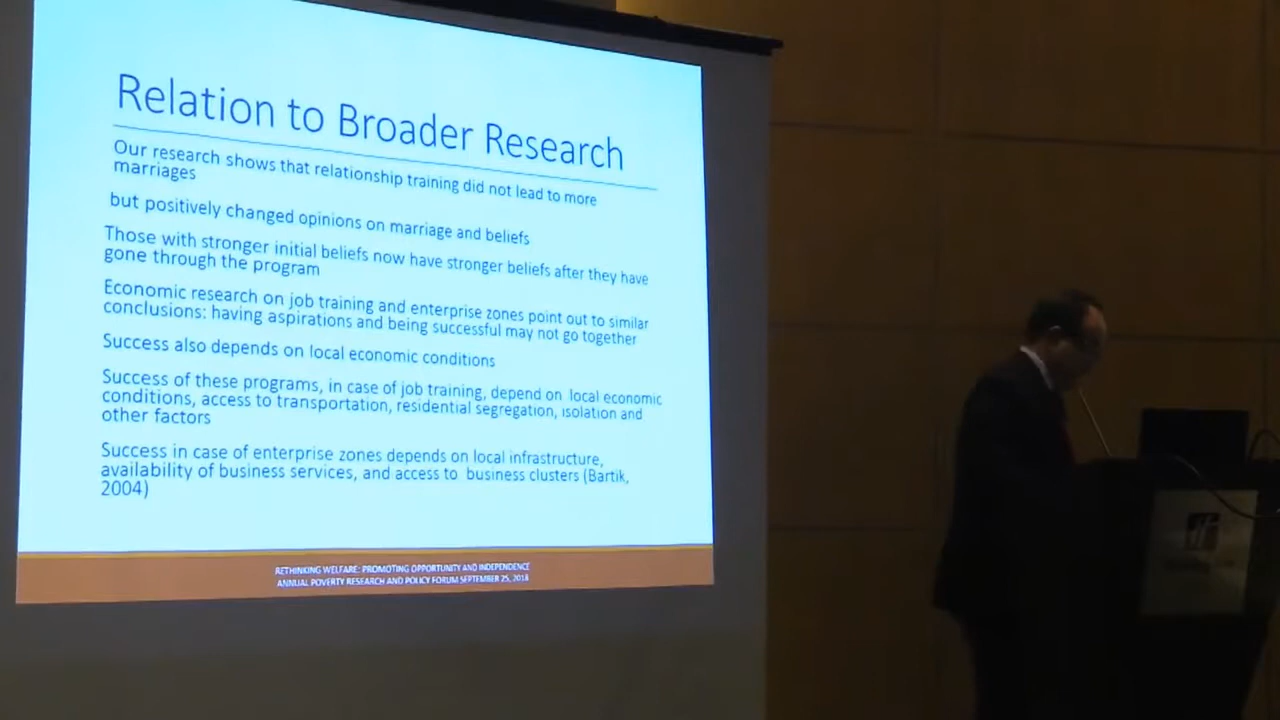 Relation to Broader Research
Our research shows that relationship training did not lead to more
marriages
but positively changed opinions on marriage and beliefs
Those with stronger initial beliefs now have stronger beliefs after they have
gone through the program
Economic research on job training and enterprise zones point out to similar
conclusions: having aspirations and being successful may not go together
Success also depends on local economic conditions
Success of these programs, in case of job training, depend on local economic
conditions, access to transportation, residential segregation, isolation and
other factors
Success in case of enterprise zones depends on local infrastructure,
availability of business services, and access to business clusters (Bartik,
2004)
RETHINKING WELFARE: PROMOTING OPPORTUNITY AND INDEPENDENCE
ANNUAL POVERTY RESEARCH AND POLICY FORUM SEPTEMBER 25, 2018